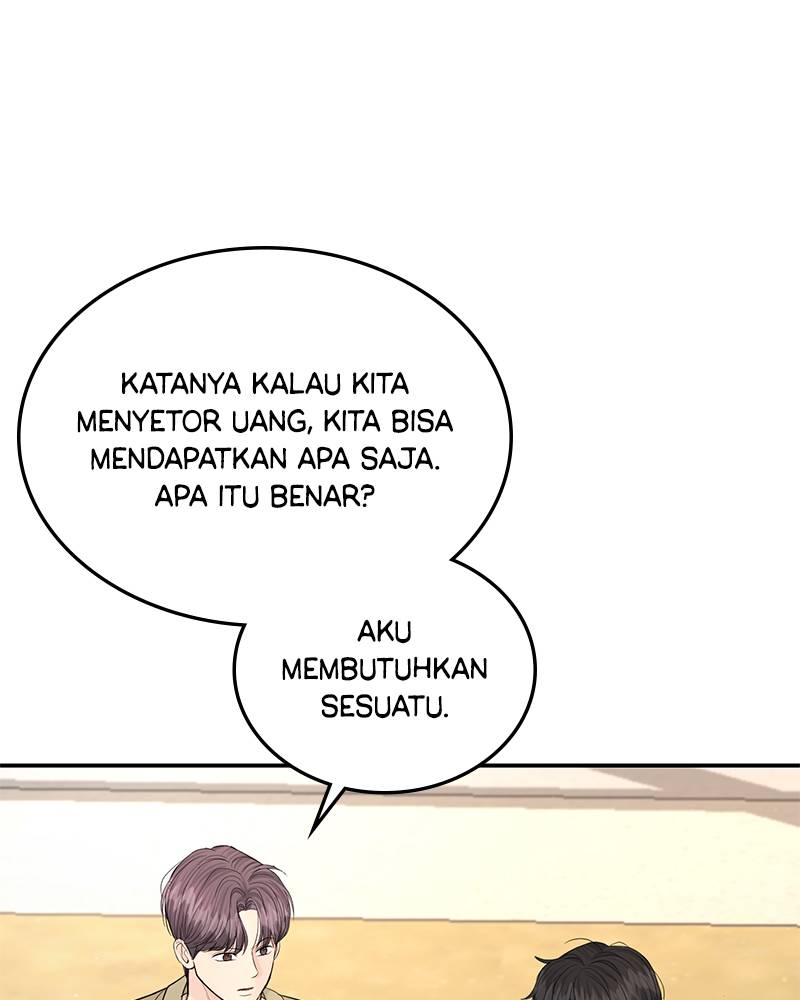 KATANYA KALAU KITA
MENYETOR UANG, KITA BISA
MENDAPATKAN APA SAJA.
APA ITU BENAR?
AKU
MEMBUTUHKAN
SESUATU.